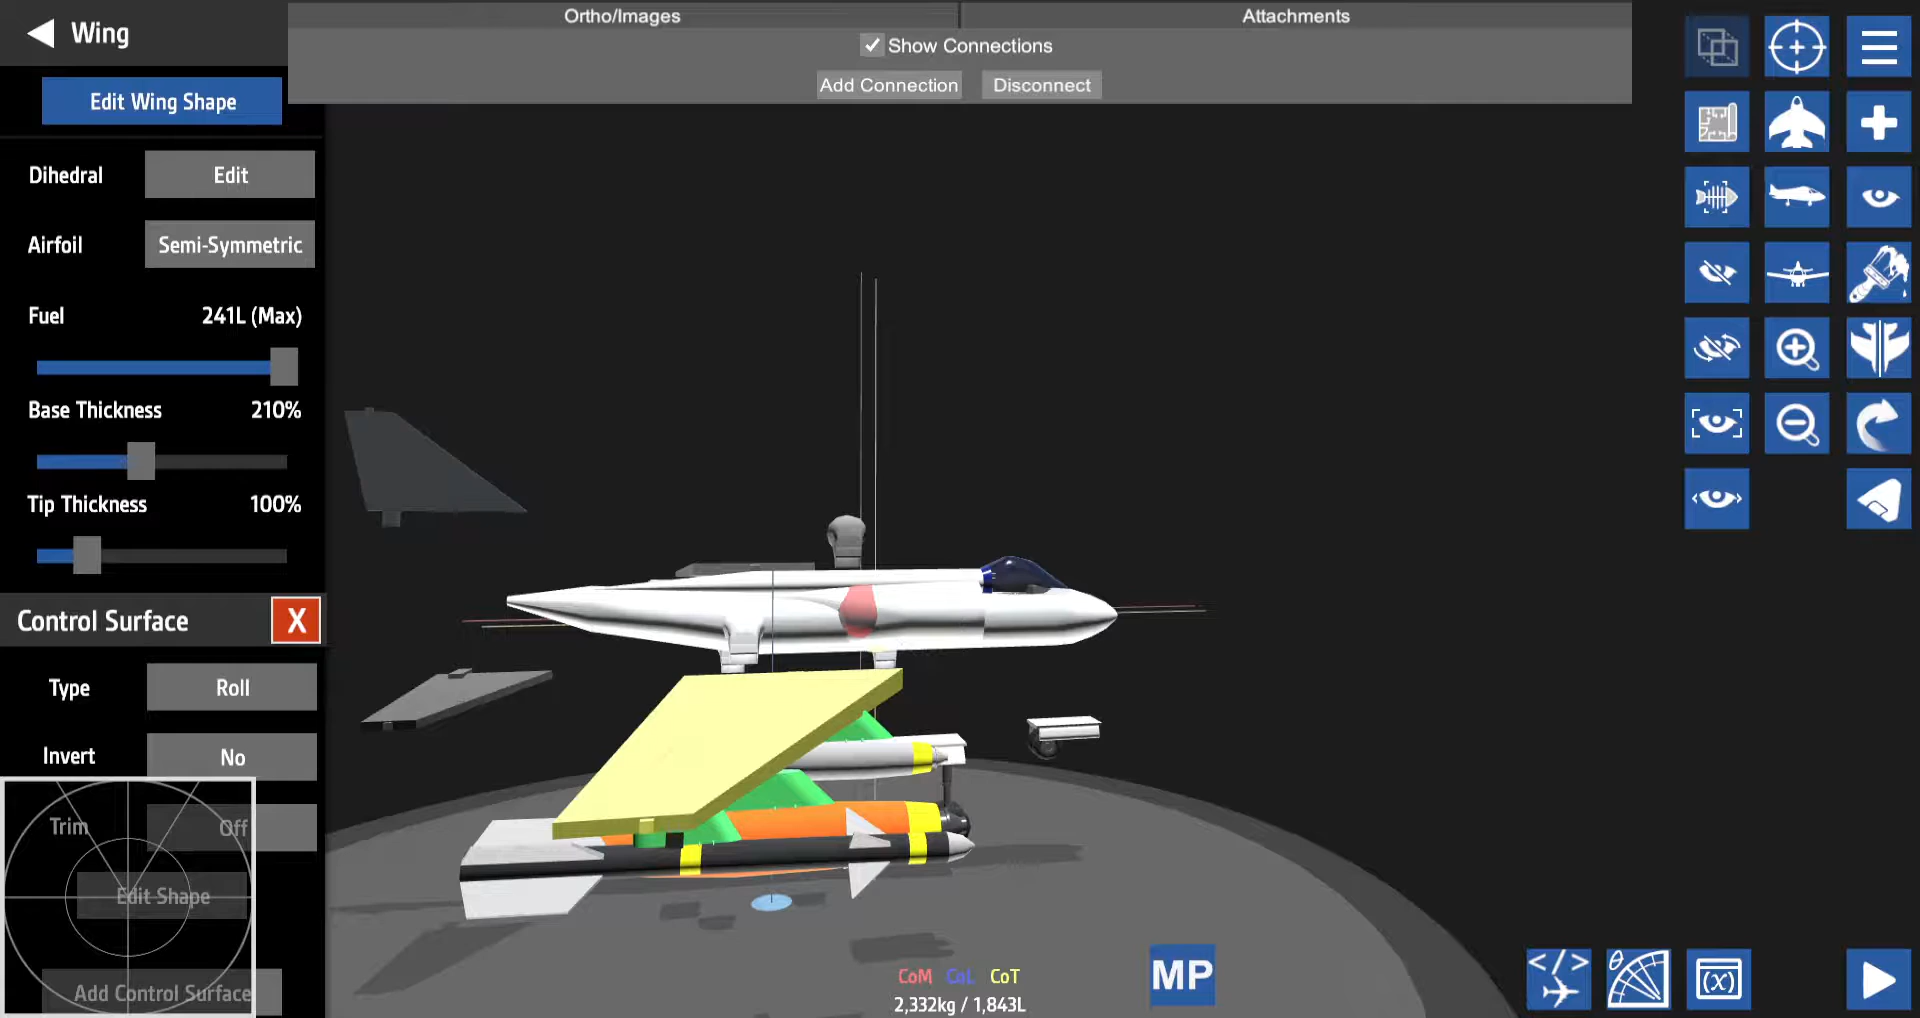 Wing
Ortho/Images
Attachments
Show Connections
Add Connection
Disconnect
Edit Wing Shape
Dihedral
Edit
Airfoil
Semi-Symmetric
Fuel
241L (Max)
Base Thickness
210%
Tip Thickness
100%
Control Surface
X
Type
Roll
Invert
No
Trim
Off
Edit Shape
Add Control Surface
CoM CoL CoT
2,332kg / 1,843L
MP
</>
θ
(x)